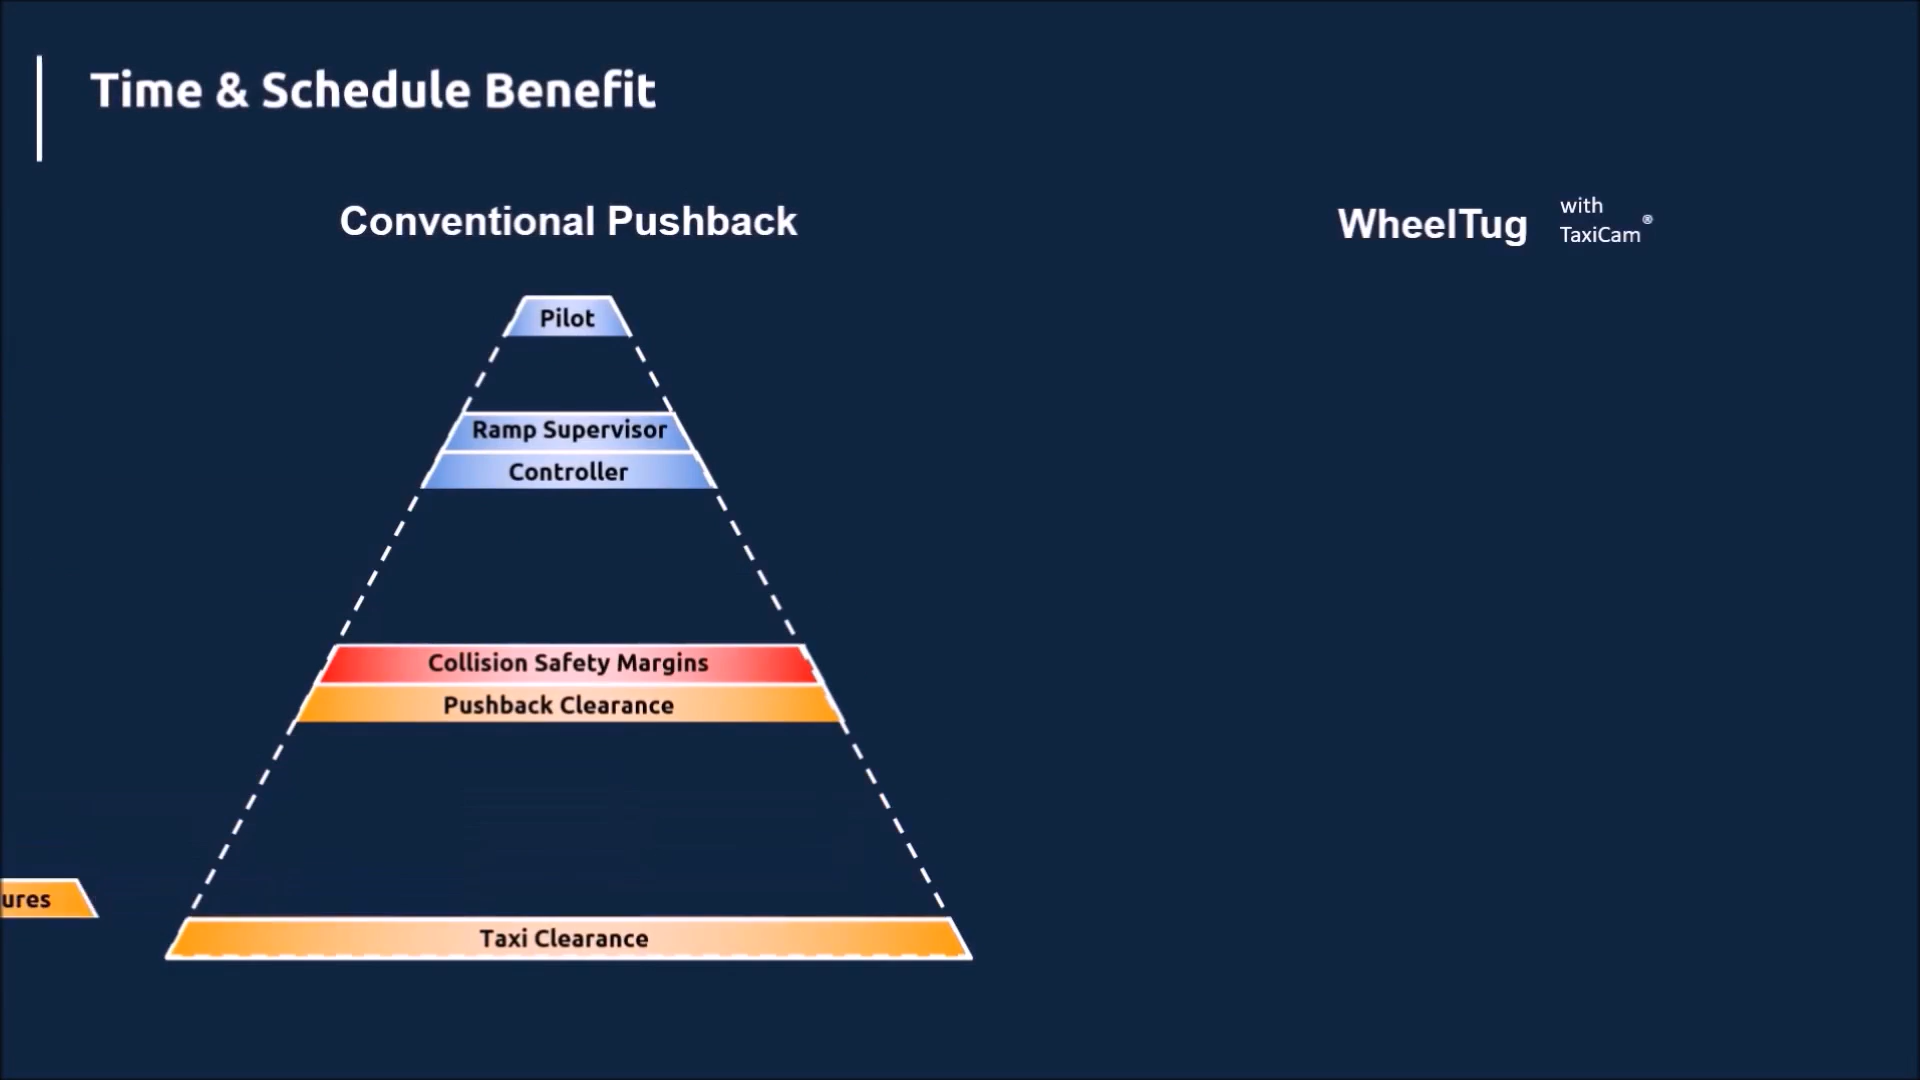 Time & Schedule Benefit
Conventional Pushback
WheelTug with TaxiCam®
Pilot
Ramp Supervisor
Controller
Collision Safety Margins
Pushback Clearance
ures
Taxi Clearance